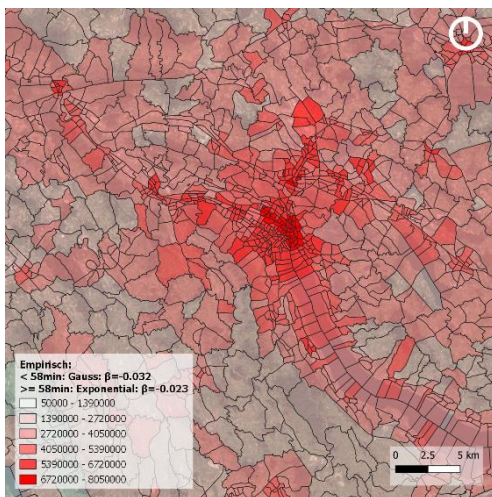 Empirisch:
< 58min: Gauss: β=-0.032
>= 58min: Exponential: β=-0.023
50000 - 1390000
1390000 - 2720000
2720000 - 4050000
4050000 - 5390000
5390000 - 6720000
6720000 - 8050000
0 2.5 5 km